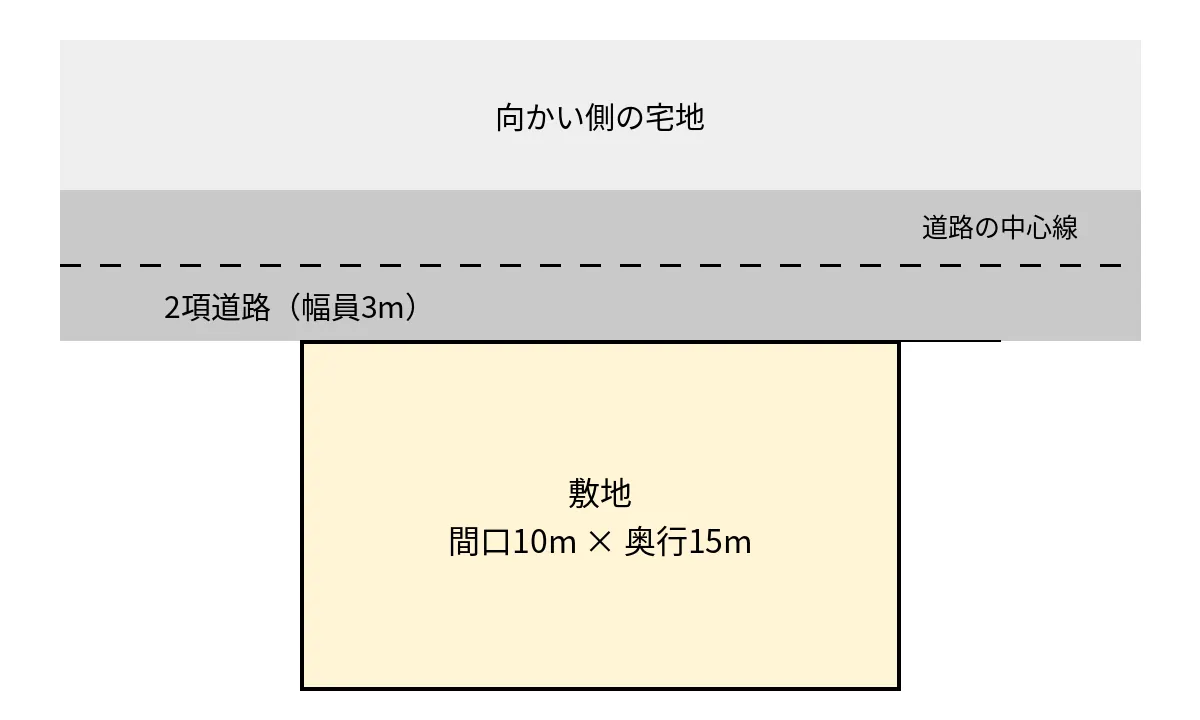 向かい側の宅地
道路の中心線
2項道路（幅員3m）
敷地
間口10m × 奥行15m